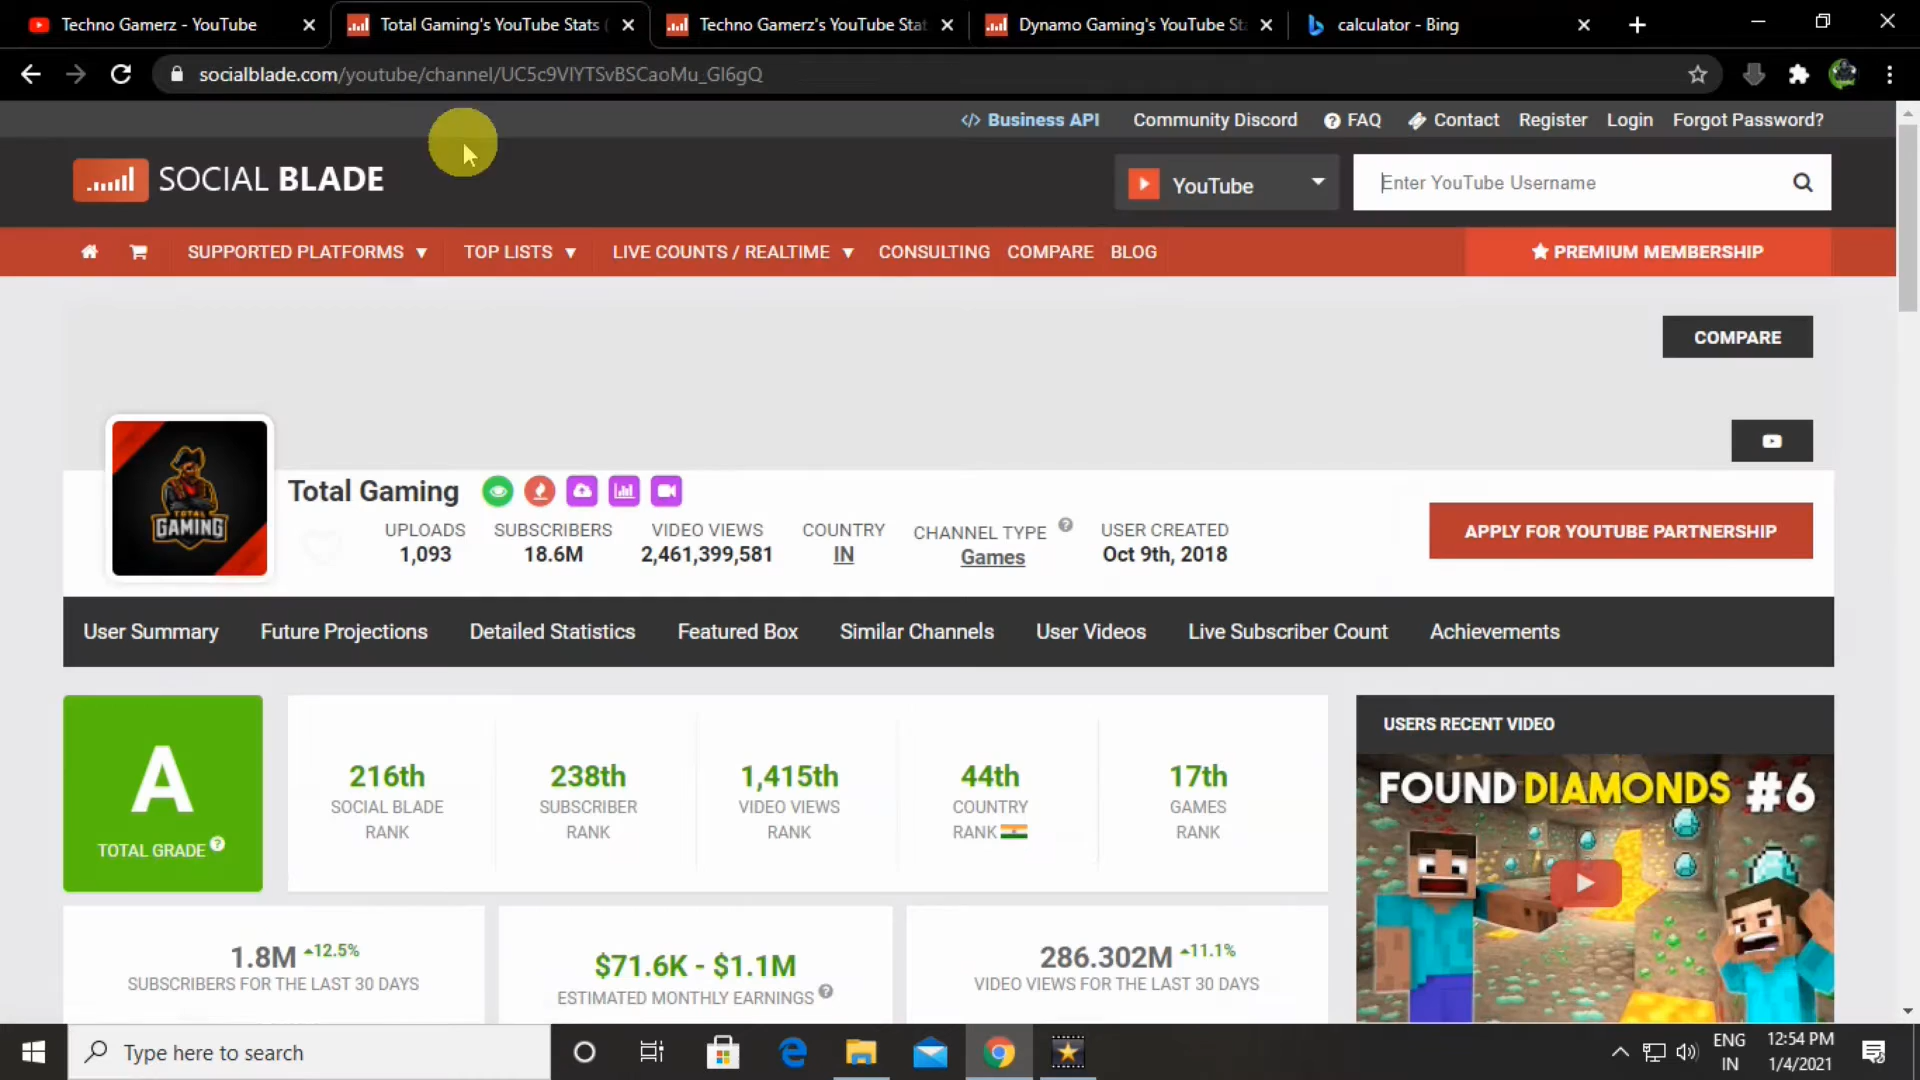 Techno Gamerz - YouTube
Total Gaming's YouTube Stats (
Techno Gamerz's YouTube Stat
Dynamo Gaming's YouTube Sta
calculator - Bing
socialblade.com/youtube/channel/UC5c9VlYTSvBSCaoMu_GI6gQ
</> Business API
Community Discord
FAQ
Contact
Register
Login
Forgot Password?
SOCIAL BLADE
YouTube
Enter YouTube Username
SUPPORTED PLATFORMS
TOP LISTS
LIVE COUNTS / REALTIME
CONSULTING
COMPARE
BLOG
PREMIUM MEMBERSHIP
COMPARE
TOTAL
GAMING
Total Gaming
UPLOADS
1,093
SUBSCRIBERS
18.6M
VIDEO VIEWS
2,461,399,581
COUNTRY
IN
CHANNEL TYPE
Games
USER CREATED
Oct 9th, 2018
APPLY FOR YOUTUBE PARTNERSHIP
User Summary
Future Projections
Detailed Statistics
Featured Box
Similar Channels
User Videos
Live Subscriber Count
Achievements
A
TOTAL GRADE
216th
SOCIAL BLADE
RANK
238th
SUBSCRIBER
RANK
1,415th
VIDEO VIEWS
RANK
44th
COUNTRY
RANK
17th
GAMES
RANK
USERS RECENT VIDEO
FOUND DIAMONDS #6
1.8M 12.5%
SUBSCRIBERS FOR THE LAST 30 DAYS
$71.6K - $1.1M
ESTIMATED MONTHLY EARNINGS
286.302M 11.1%
VIDEO VIEWS FOR THE LAST 30 DAYS
Type here to search
ENG
IN
12:54 PM
1/4/2021